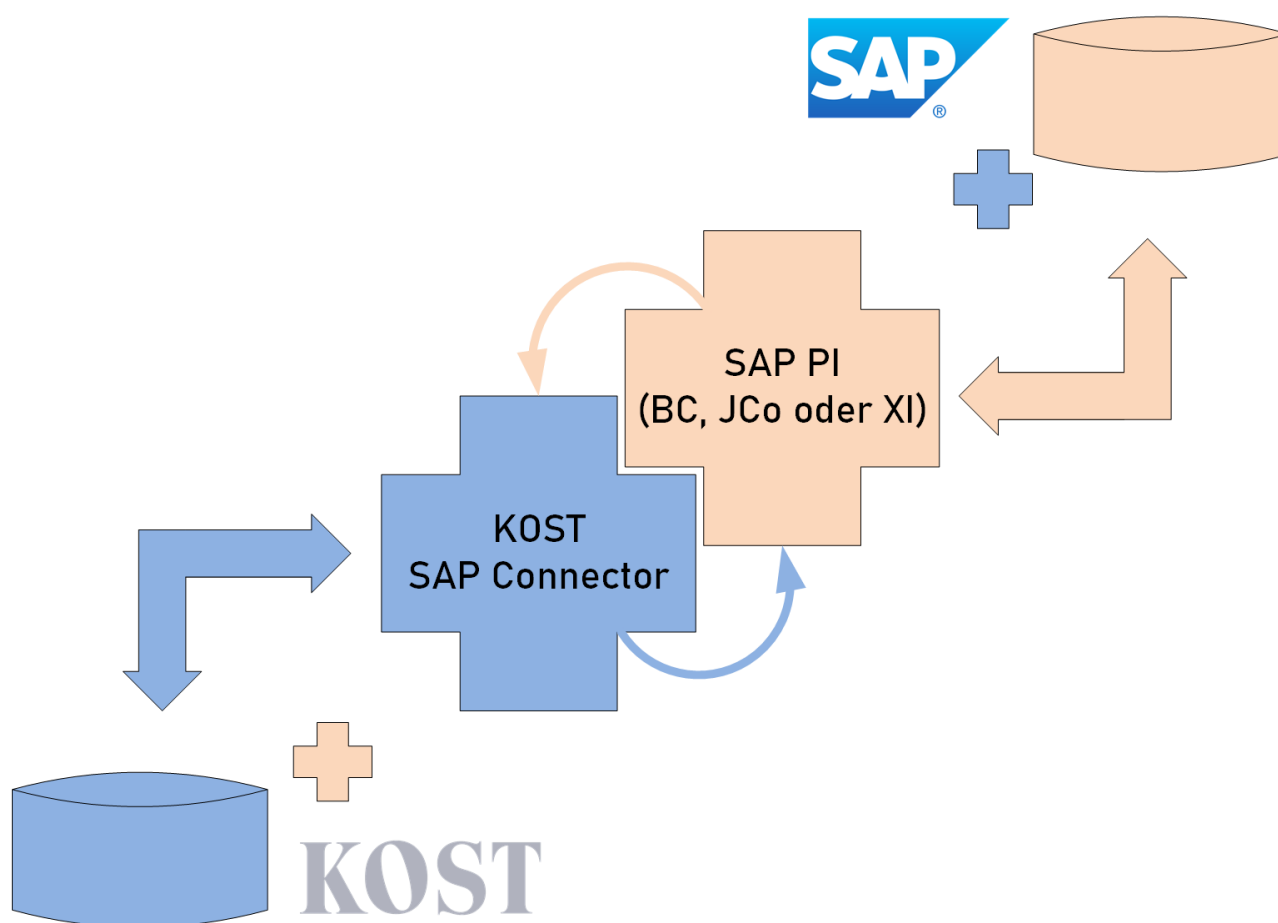 SAP
®
SAP PI
(BC, JCo oder XI)
KOST
SAP Connector
KOST